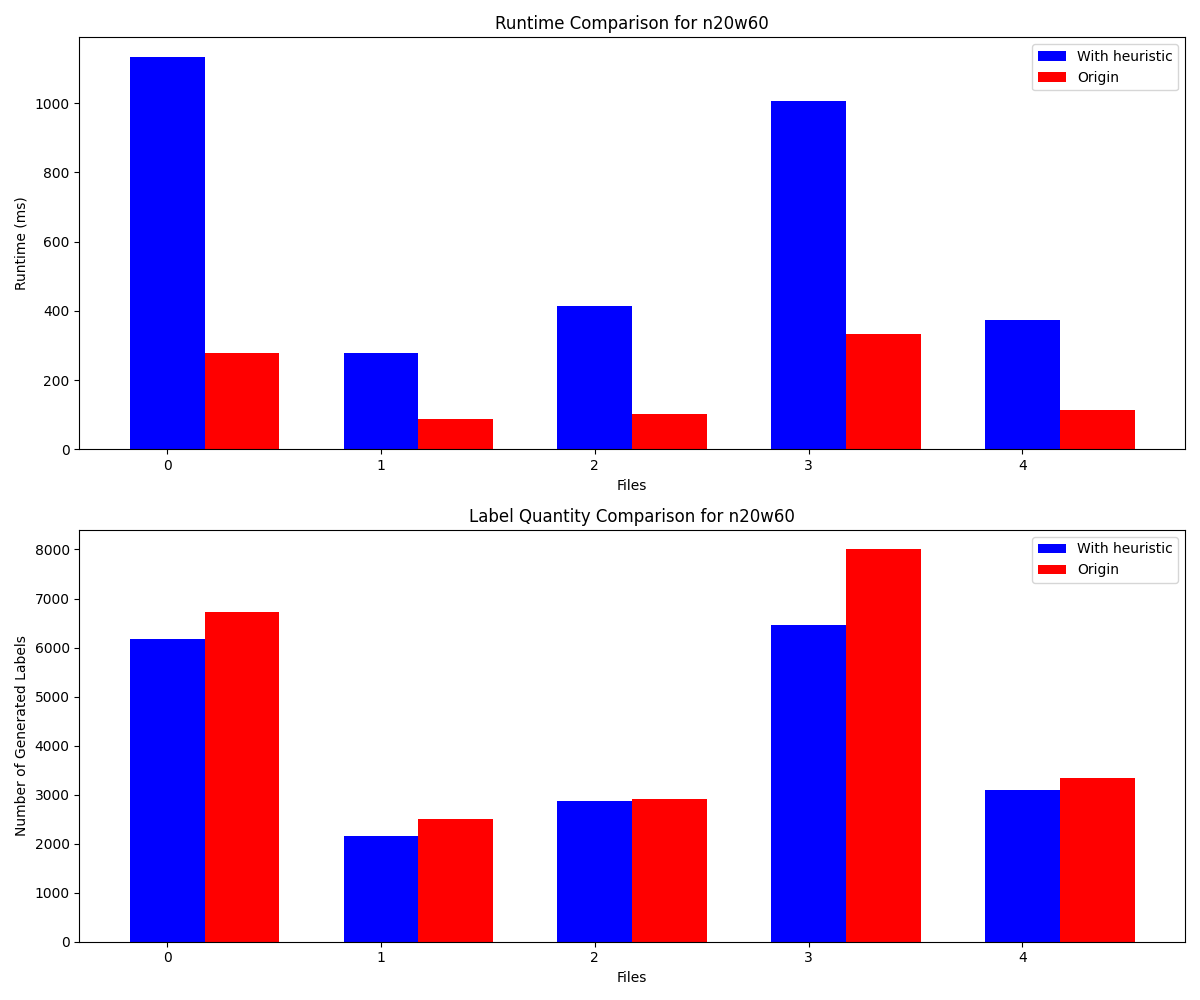 Runtime Comparison for n20w60
With heuristic
Origin
Runtime (ms)
1000
800
600
400
200
0
0 1 2 3 4
Files
Label Quantity Comparison for n20w60
With heuristic
Origin
Number of Generated Labels
8000
7000
6000
5000
4000
3000
2000
1000
0
0 1 2 3 4
Files